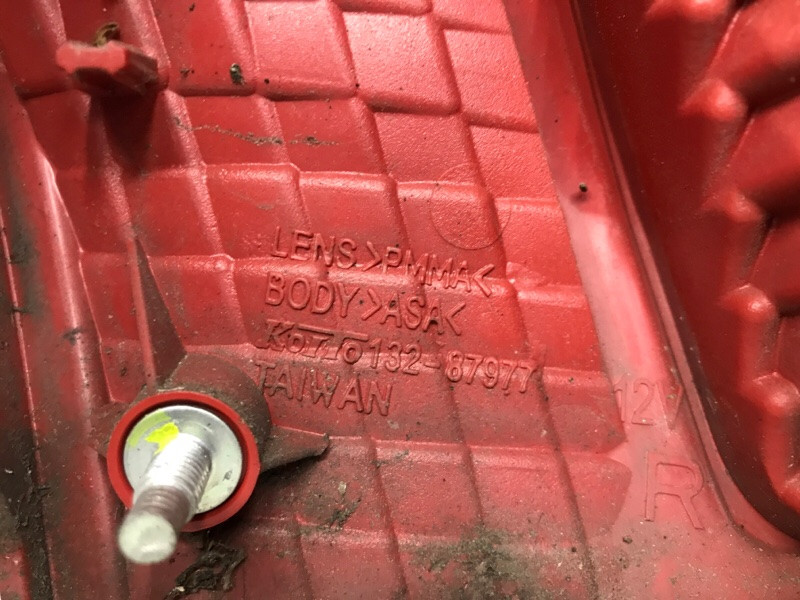 LENS >PMMA<
BODY >ASA<
KOITO 132-87977
TAIWAN
12V
R